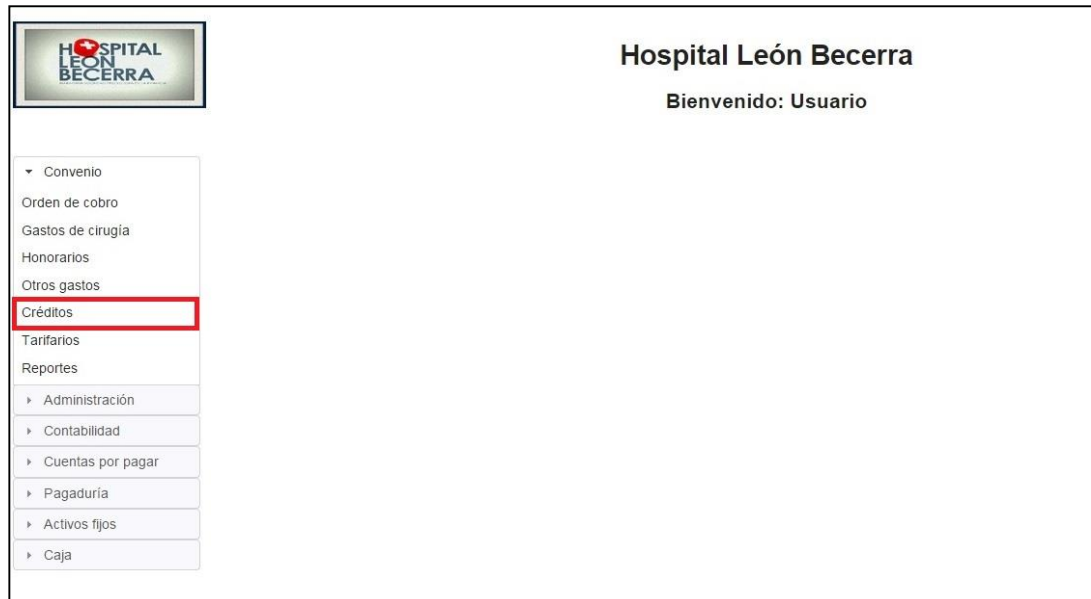 HOSPITAL
LEÓN
BECERRA
Hospital León Becerra
Bienvenido: Usuario
Convenio
Orden de cobro
Gastos de cirugía
Honorarios
Otros gastos
Créditos
Tarifarios
Reportes
Administración
Contabilidad
Cuentas por pagar
Pagaduría
Activos fijos
Caja